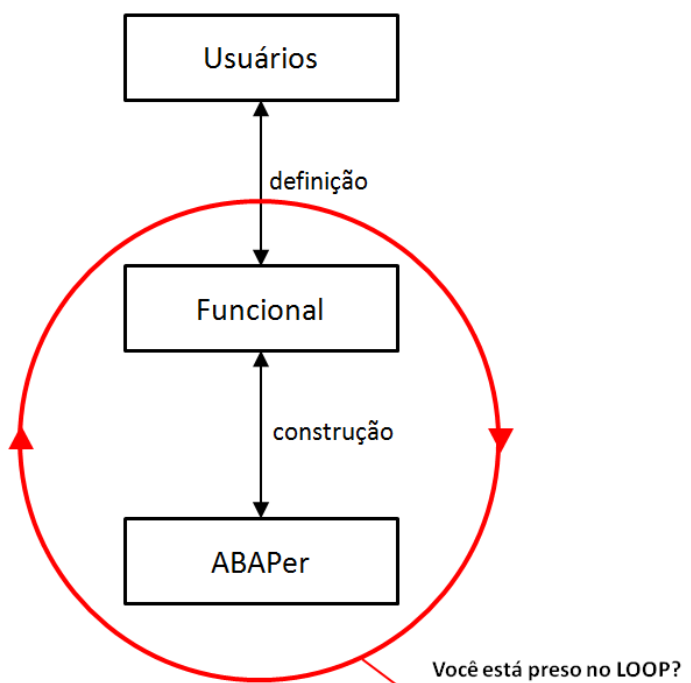 Usuários
definição
Funcional
construção
ABAPer
Você está preso no LOOP?